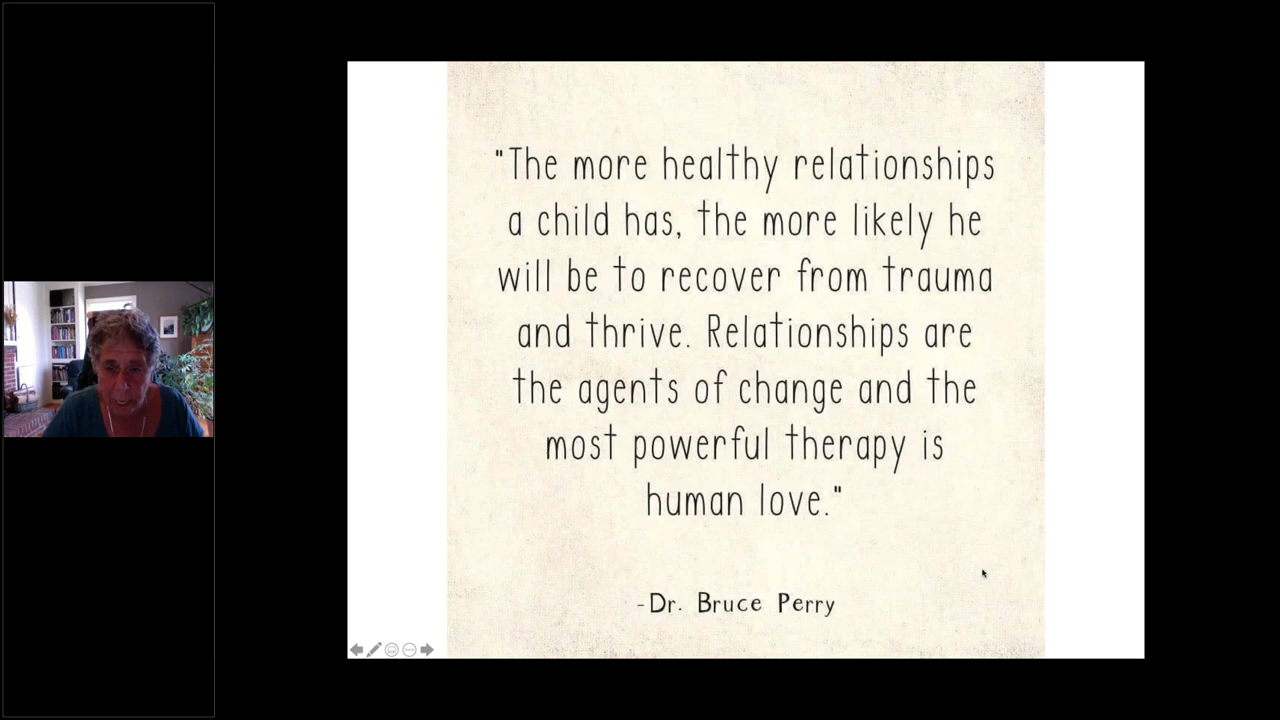 "The more healthy relationships
a child has, the more likely he
will be to recover from trauma
and thrive. Relationships are
the agents of change and the
most powerful therapy is
human love."
-Dr. Bruce Perry